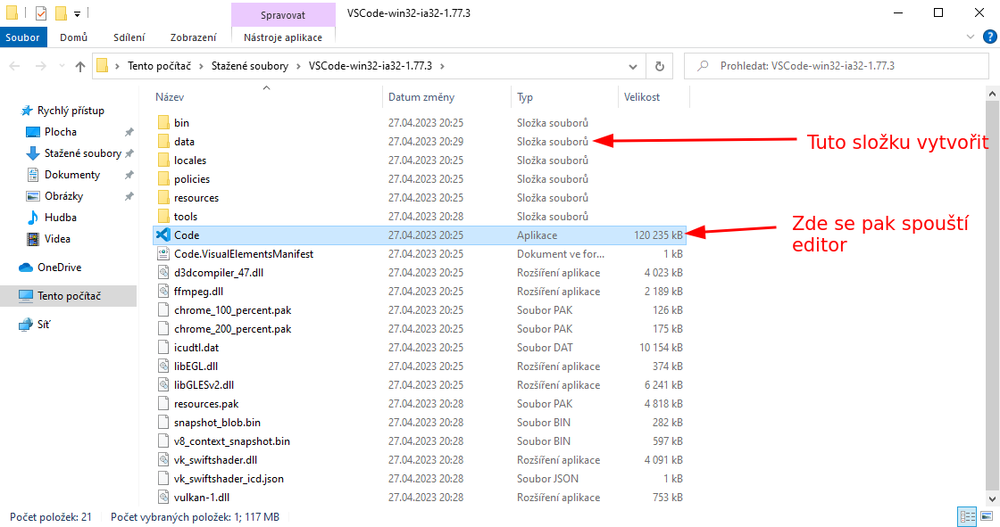 Spravovat
VSCode-win32-ia32-1.77.3
Soubor
Domů
Sdílení
Zobrazení
Nástroje aplikace
?
Tento počítač > Stažené soubory > VSCode-win32-ia32-1.77.3 >
Prohledat: VSCode-win32-ia32-1.77.3
Rychlý přístup
Plocha
Stažené soubory
Dokumenty
Obrázky
Hudba
Videa
OneDrive
Tento počítač
Síť
Název Datum změny Typ Velikost
bin 27.04.2023 20:25 Složka souborů
data 27.04.2023 20:29 Složka souborů
Tuto složku vytvořit
locales 27.04.2023 20:25 Složka souborů
policies 27.04.2023 20:25 Složka souborů
resources 27.04.2023 20:25 Složka souborů
tools 27.04.2023 20:28 Složka souborů
Code 27.04.2023 20:25 Aplikace 120 235 kB
Zde se pak spouští
editor
Code.VisualElementsManifest 27.04.2023 20:25 Dokument ve for... 1 kB
d3dcompiler_47.dll 27.04.2023 20:25 Rozšíření aplikace 4 023 kB
ffmpeg.dll 27.04.2023 20:25 Rozšíření aplikace 2 189 kB
chrome_100_percent.pak 27.04.2023 20:25 Soubor PAK 126 kB
chrome_200_percent.pak 27.04.2023 20:25 Soubor PAK 175 kB
icudtl.dat 27.04.2023 20:25 Soubor DAT 10 154 kB
libEGL.dll 27.04.2023 20:25 Rozšíření aplikace 374 kB
libGLESv2.dll 27.04.2023 20:25 Rozšíření aplikace 6 241 kB
resources.pak 27.04.2023 20:28 Soubor PAK 4 818 kB
snapshot_blob.bin 27.04.2023 20:28 Soubor BIN 282 kB
v8_context_snapshot.bin 27.04.2023 20:28 Soubor BIN 597 kB
vk_swiftshader.dll 27.04.2023 20:28 Rozšíření aplikace 4 091 kB
vk_swiftshader_icd.json 27.04.2023 20:28 Soubor JSON 1 kB
vulkan-1.dll 27.04.2023 20:28 Rozšíření aplikace 753 kB
Počet položek: 21
Počet vybraných položek: 1; 117 MB